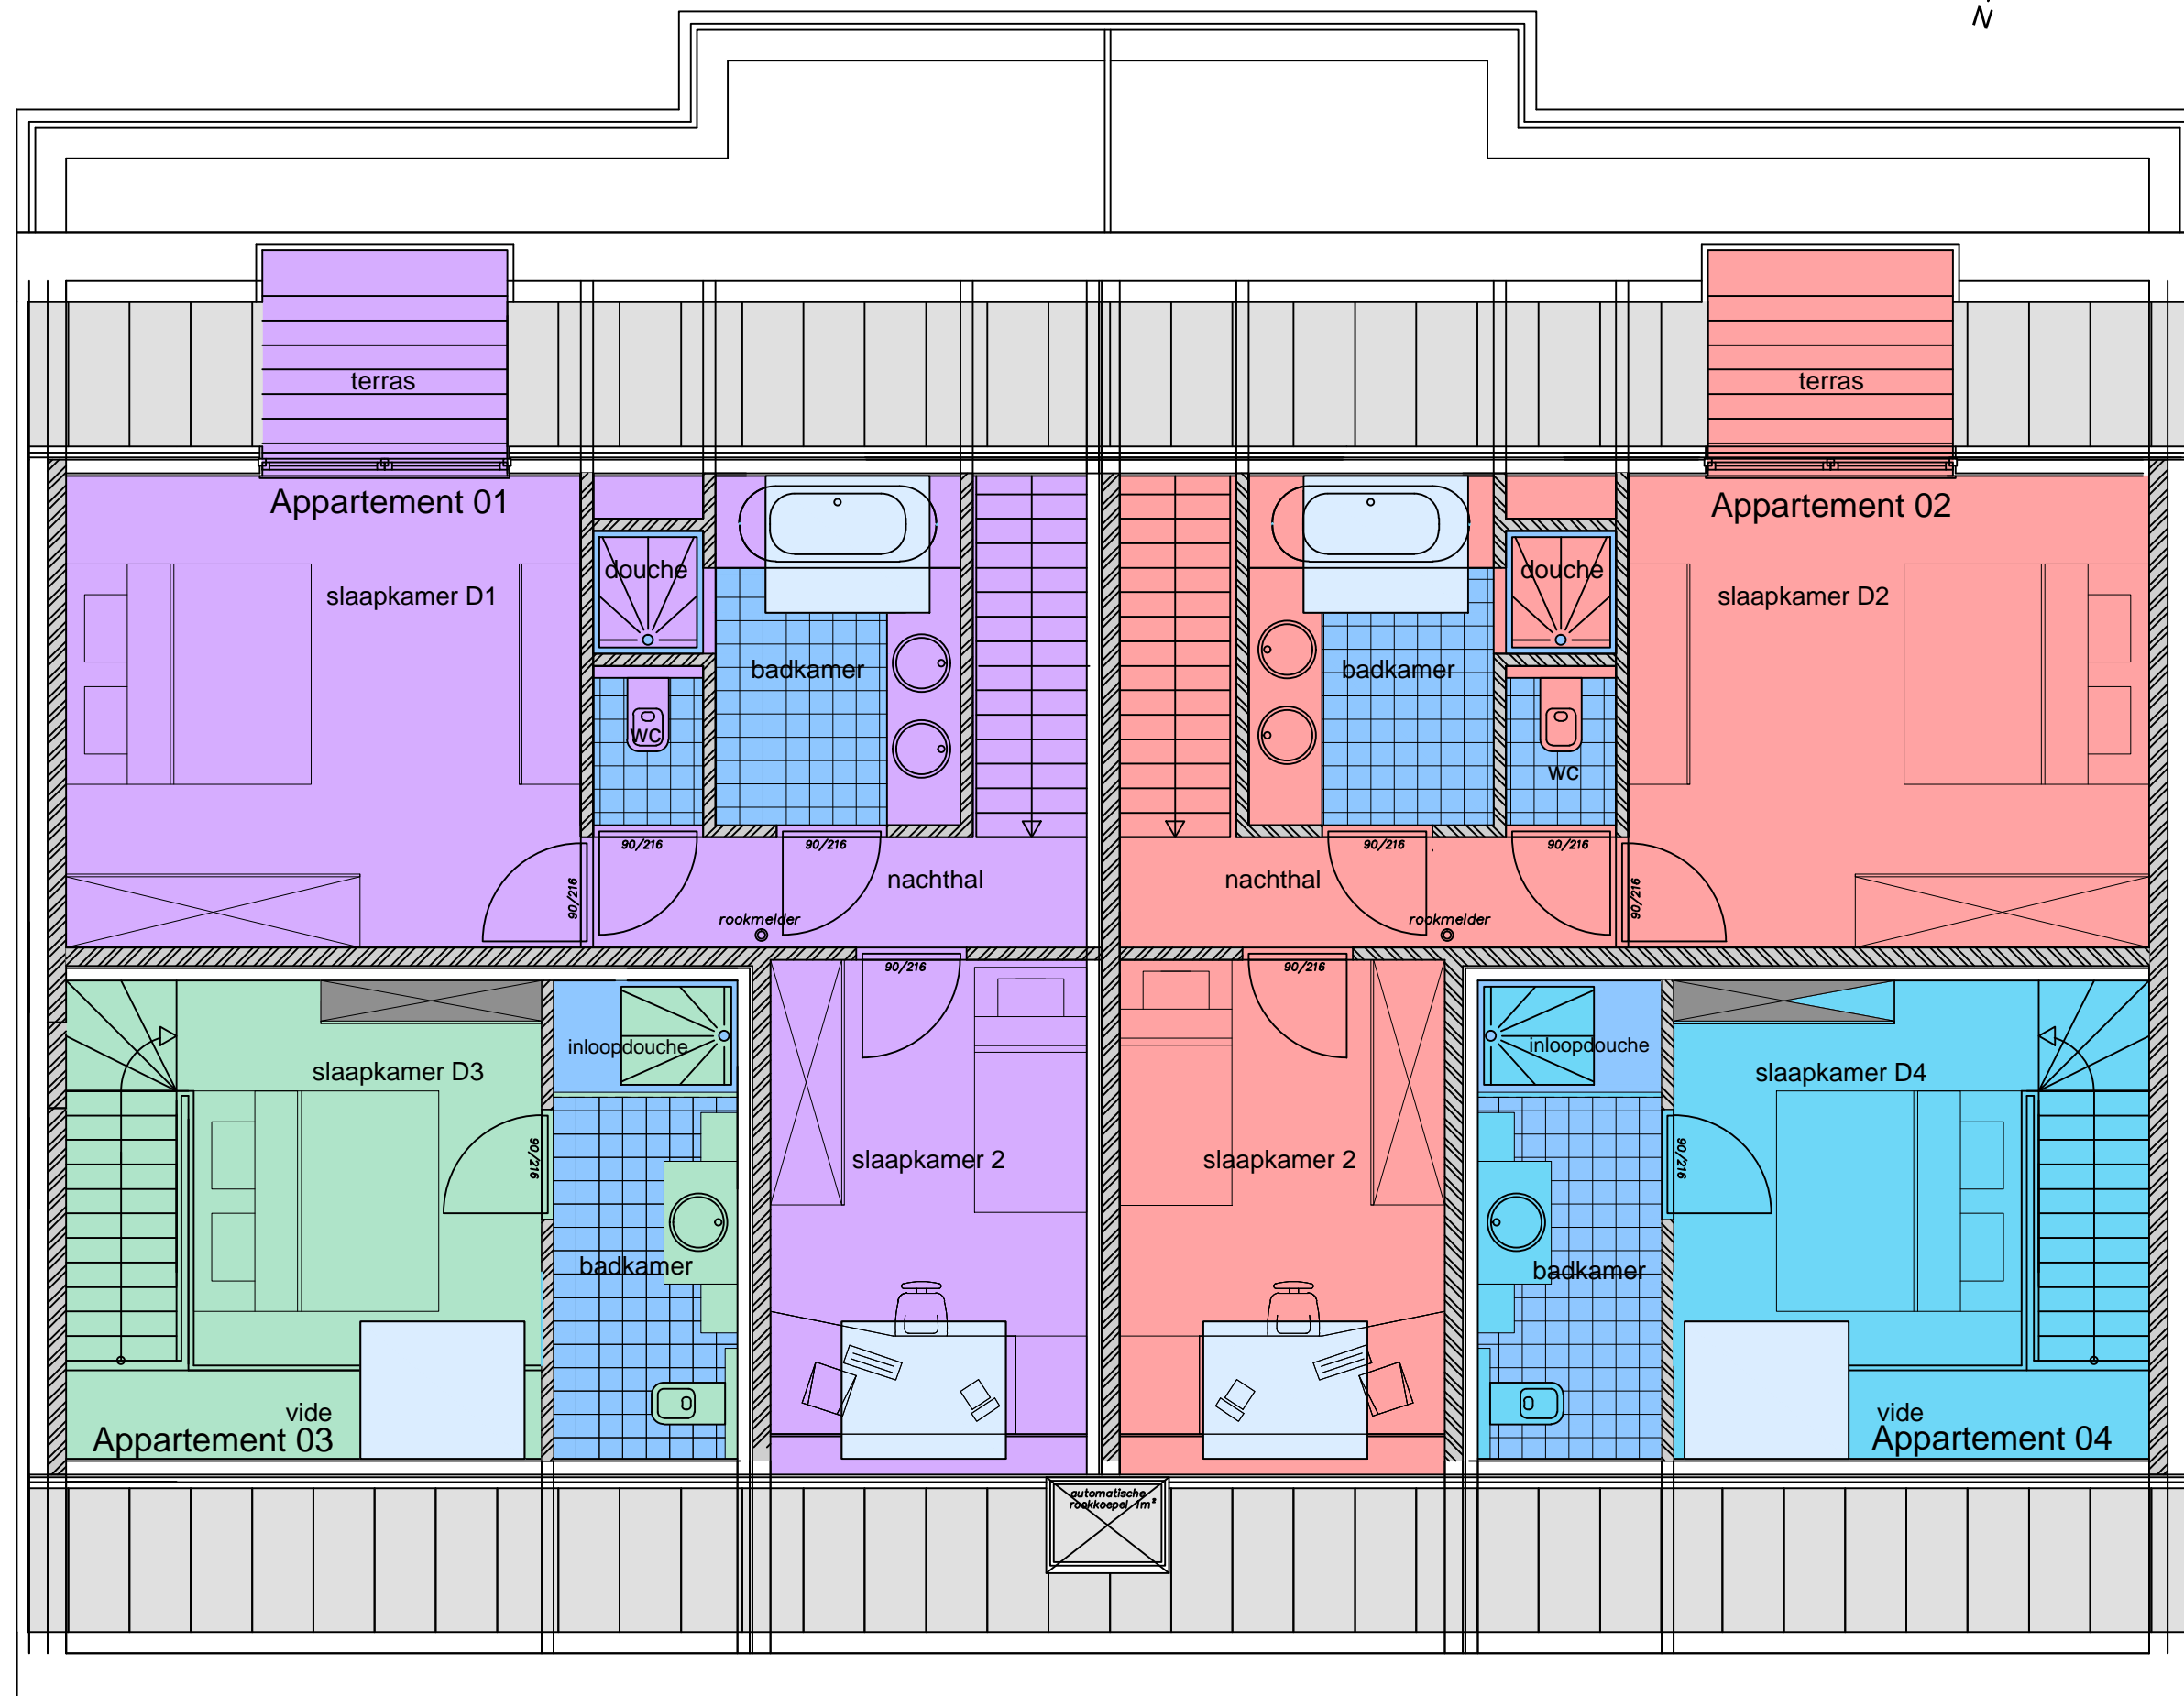 N
terras
terras
Appartement 01
Appartement 02
douche
douche
slaapkamer D1
slaapkamer D2
badkamer
badkamer
wc
wc
90/216
90/216
90/216
90/216
nachthal
nachthal
90/216
90/216
rookmelder
rookmelder
90/216
90/216
inloopdouche
inloopdouche
slaapkamer D3
slaapkamer D4
90/216
90/216
slaapkamer 2
slaapkamer 2
badkamer
badkamer
vide
vide
Appartement 03
Appartement 04
automatische
rookkoepel 1m²